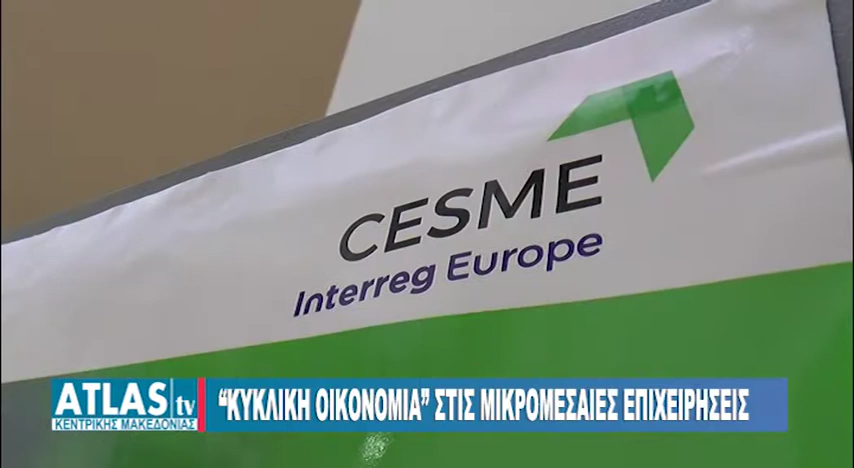 CESME
Interreg Europe
ATLAS tv
ΚΕΝΤΡΙΚΗΣ ΜΑΚΕΔΟΝΙΑΣ
“ΚΥΚΛΙΚΗ ΟΙΚΟΝΟΜΙΑ” ΣΤΙΣ ΜΙΚΡΟΜΕΣΑΙΕΣ ΕΠΙΧΕΙΡΗΣΕΙΣ